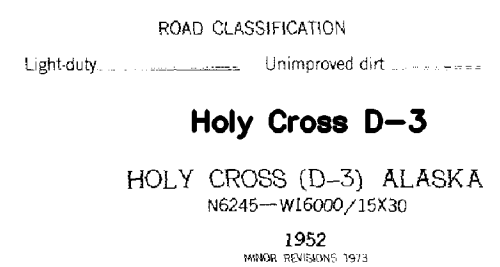 ROAD CLASSIFICATION
Light-duty Unimproved dirt
Holy Cross D-3
HOLY CROSS (D-3) ALASKA
N6245—W16000/15X30
1952
MINOR REVISIONS 1973